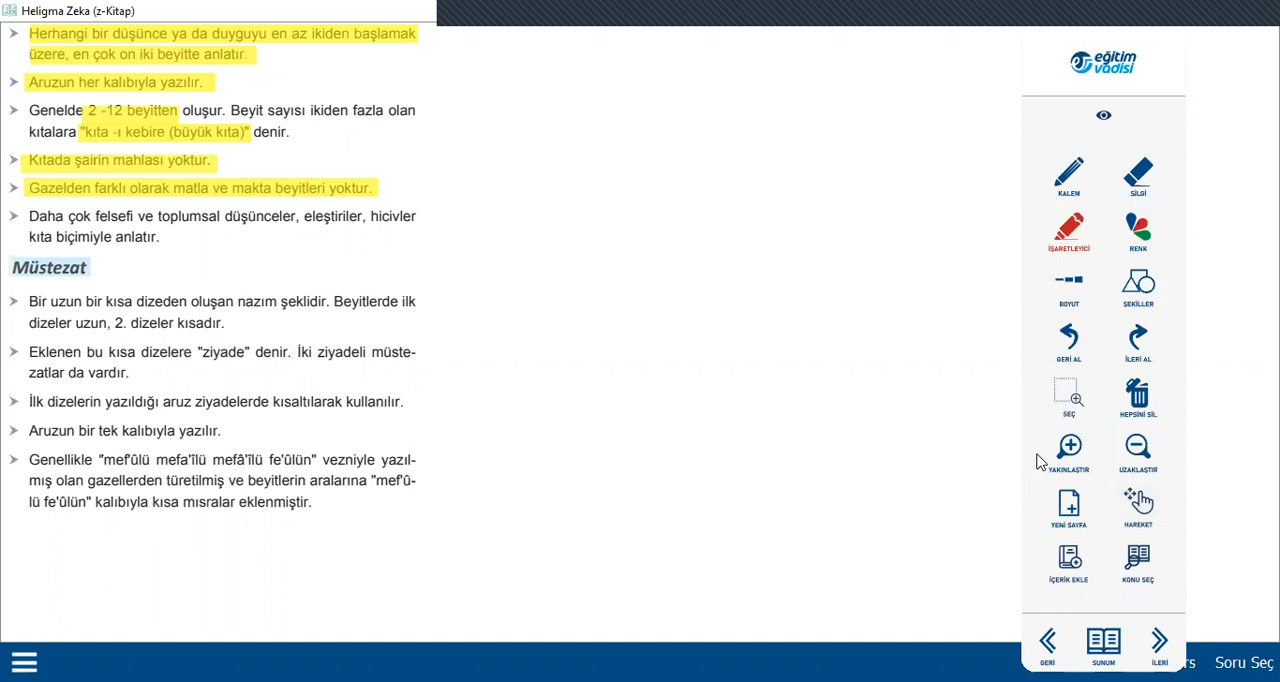 Heligma Zeka (z-Kitap)
Herhangi bir düşünce ya da duyguyu en az ikiden başlamak
üzere, en çok on iki beyitte anlatır.
Aruzun her kalıbıyla yazılır.
Genelde 2 -12 beyitten oluşur. Beyit sayısı ikiden fazla olan
kıtalara "kıta -ı kebire (büyük kıta)" denir.
Kıtada şairin mahlası yoktur.
Gazelden farklı olarak matla ve makta beyitleri yoktur.
Daha çok felsefi ve toplumsal düşünceler, eleştiriler, hicivler
kıta biçimiyle anlatır.
Müstezat
Bir uzun bir kısa dizeden oluşan nazım şeklidir. Beyitlerde ilk
dizeler uzun, 2. dizeler kısadır.
Eklenen bu kısa dizelere "ziyade" denir. İki ziyadeli müste-
zatlar da vardır.
İlk dizelerin yazıldığı aruz ziyadelerde kısaltılarak kullanılır.
Aruzun bir tek kalıbıyla yazılır.
Genellikle "mef'ûlü mefa'îlü mefâ'îlü fe'ûlün" vezniyle yazıl-
mış olan gazellerden türetilmiş ve beyitlerin aralarına "mef'û-
lü fe'ûlün" kalıbıyla kısa mısralar eklenmiştir.
eğitim
vadisi
KALEM SİLGİ
İŞARETLEYİCİ RENK
BOYUT ŞEKİLLER
GERİ AL İLERİ AL
SEÇ HEPSİNİ SİL
YAKINLAŞTIR UZAKLAŞTIR
YENİ SAYFA HAREKET
İÇERİK EKLE KONU SEÇ
GERİ SUNUM İLERİ
rs Soru Seç